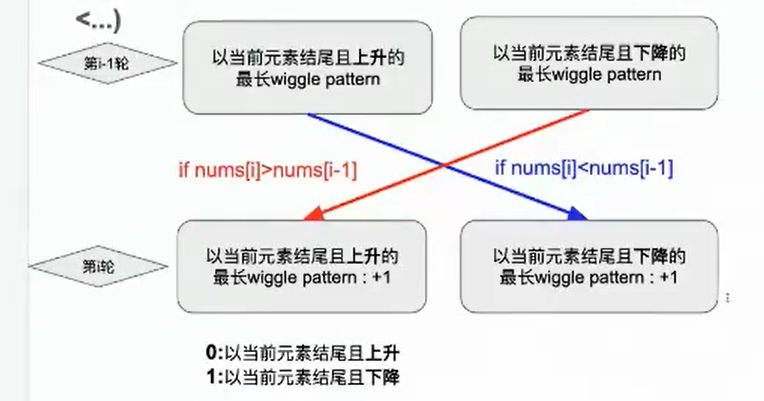 <...)
第i-1轮
以当前元素结尾且上升的
最长wiggle pattern
以当前元素结尾且下降的
最长wiggle pattern
if nums[i]>nums[i-1]
if nums[i]<nums[i-1]
第i轮
以当前元素结尾且上升的
最长wiggle pattern : +1
以当前元素结尾且下降的
最长wiggle pattern : +1
0:以当前元素结尾且上升
1:以当前元素结尾且下降